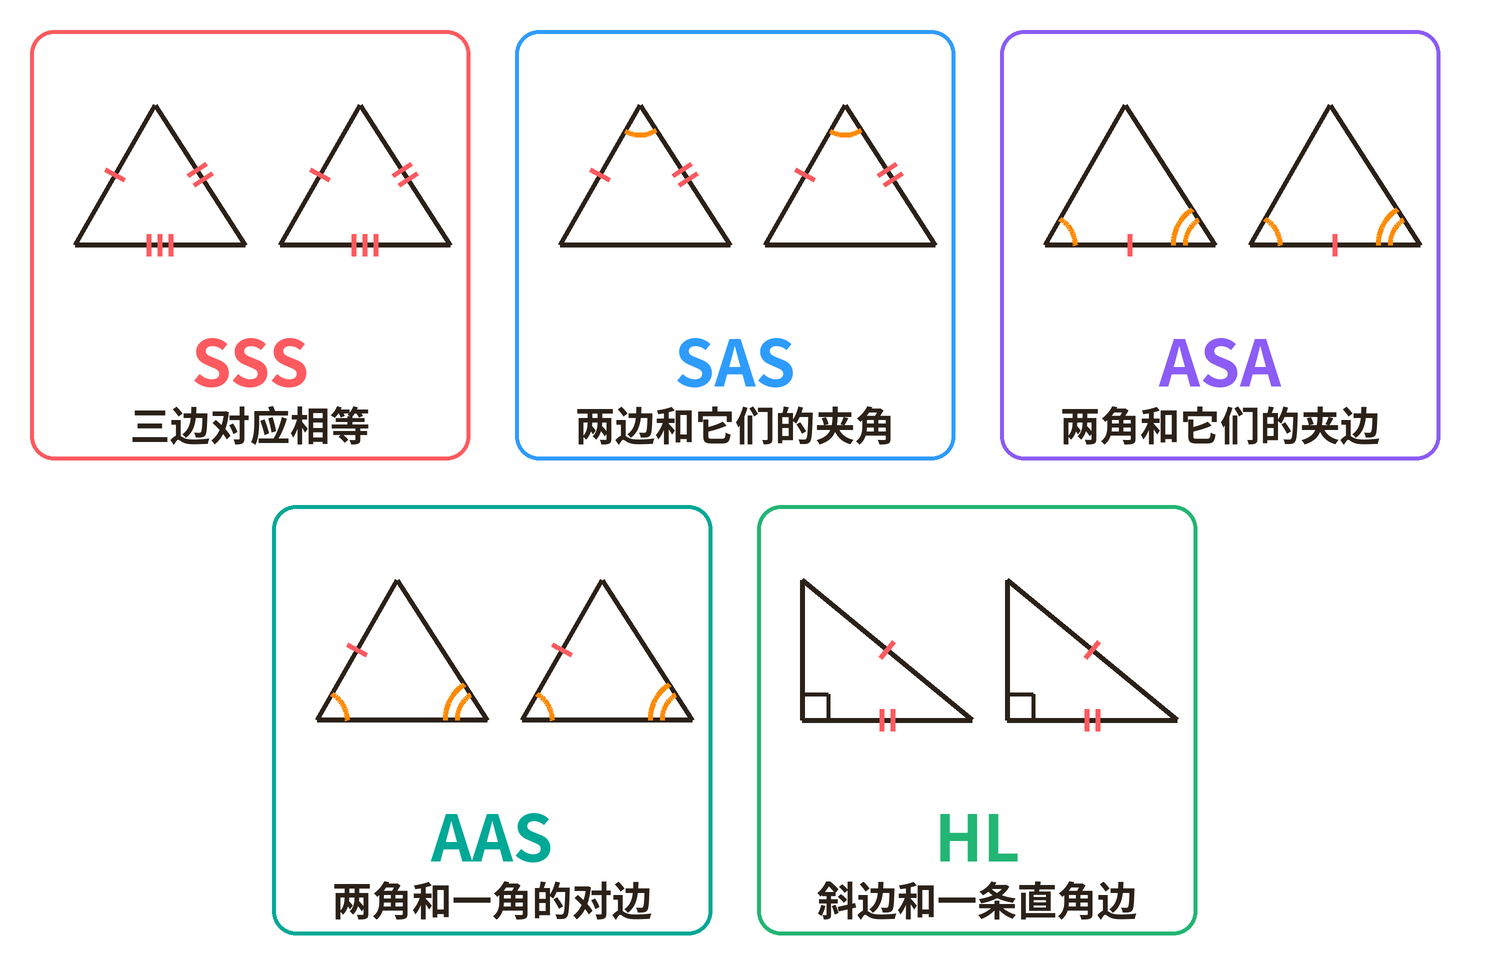 SSS
三边对应相等
SAS
两边和它们的夹角
ASA
两角和它们的夹边
AAS
两角和一角的对边
HL
斜边和一条直角边